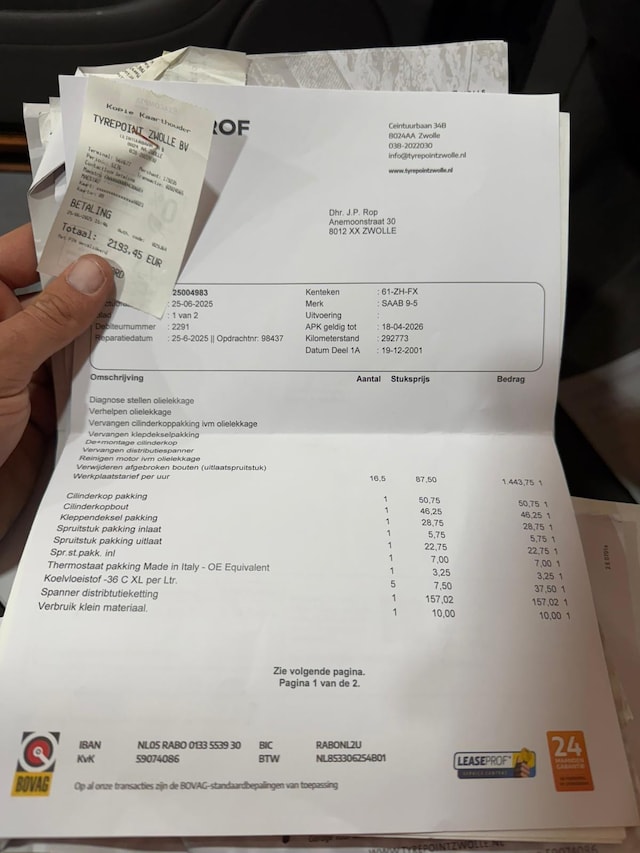 Kopie Kaarthouder
TYREPOINT ZWOLLE BV
BETALING
Totaal: 2193,45 EUR
ROF
Ceintuurbaan 34B
8024AA Zwolle
038-2022030
info@tyrepointzwolle.nl
www.tyrepointzwolle.nl
Dhr. J.P. Rop
Anemoonstraat 30
8012 XX ZWOLLE
25004983
: 25-06-2025
: 1 van 2
Debiteurnummer : 2291
Reparatiedatum : 25-6-2025 || Opdrachtnr: 98437
Kenteken : 61-ZH-FX
Merk : SAAB 9-5
Uitvoering :
APK geldig tot : 18-04-2026
Kilometerstand : 292773
Datum Deel 1A : 19-12-2001
Omschrijving Aantal Stuksprijs Bedrag
Diagnose stellen olielekkage
Verhelpen olielekkage
Vervangen cilinderkoppakking ivm olielekkage
Vervangen klepdekselpakking
De+montage cilinderkop
Vervangen distributiespanner
Reinigen motor ivm olielekkage
Verwijderen afgebroken bouten (uitlaatspruitstuk)
Werkplaatstarief per uur 16,5 87,50 1.443,75 1
Cilinderkop pakking 1 50,75 50,75 1
Cilinderkopbout 1 46,25 46,25 1
Kleppendeksel pakking 1 28,75 28,75 1
Spruitstuk pakking inlaat 1 5,75 5,75 1
Spruitstuk pakking uitlaat 1 22,75 22,75 1
Spr.st.pakk. inl 1 7,00 7,00 1
Thermostaat pakking Made in Italy - OE Equivalent 1 3,25 3,25 1
Koelvloeistof -36 C XL per Ltr. 5 7,50 37,50 1
Spanner distribtutieketting 1 157,02 157,02 1
Verbruik klein materiaal. 1 10,00 10,00 1
Zie volgende pagina.
Pagina 1 van de 2.
BOVAG
IBAN NL05 RABO 0133 5539 30 BIC RABONL2U
KvK 59074086 BTW NL853306254B01
Op al onze transacties zijn de BOVAG-standaardbepalingen van toepassing
LEASEPROF
24
MAANDEN
GARANTIE